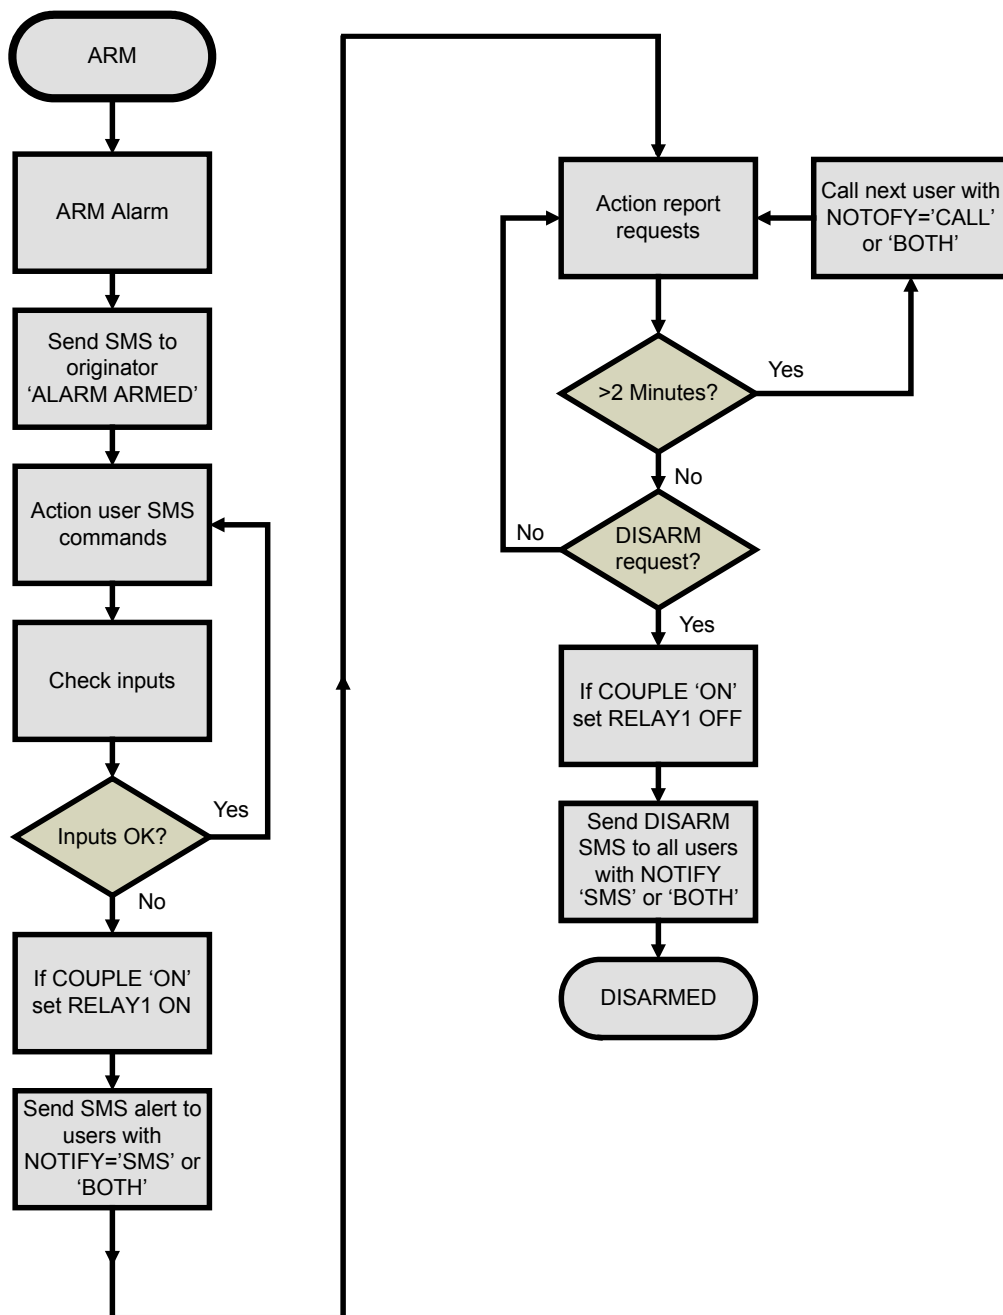 ARM
ARM Alarm
Send SMS to
originator
‘ALARM ARMED’
Action user SMS
commands
Check inputs
Inputs OK?
Yes
No
If COUPLE ‘ON’
set RELAY1 ON
Send SMS alert to
users with
NOTIFY=’SMS’ or
‘BOTH’
Action report
requests
Call next user with
NOTOFY=’CALL’
or ‘BOTH’
>2 Minutes?
Yes
No
DISARM
request?
No
Yes
If COUPLE ‘ON’
set RELAY1 OFF
Send DISARM
SMS to all users
with NOTIFY
‘SMS’ or ‘BOTH’
DISARMED